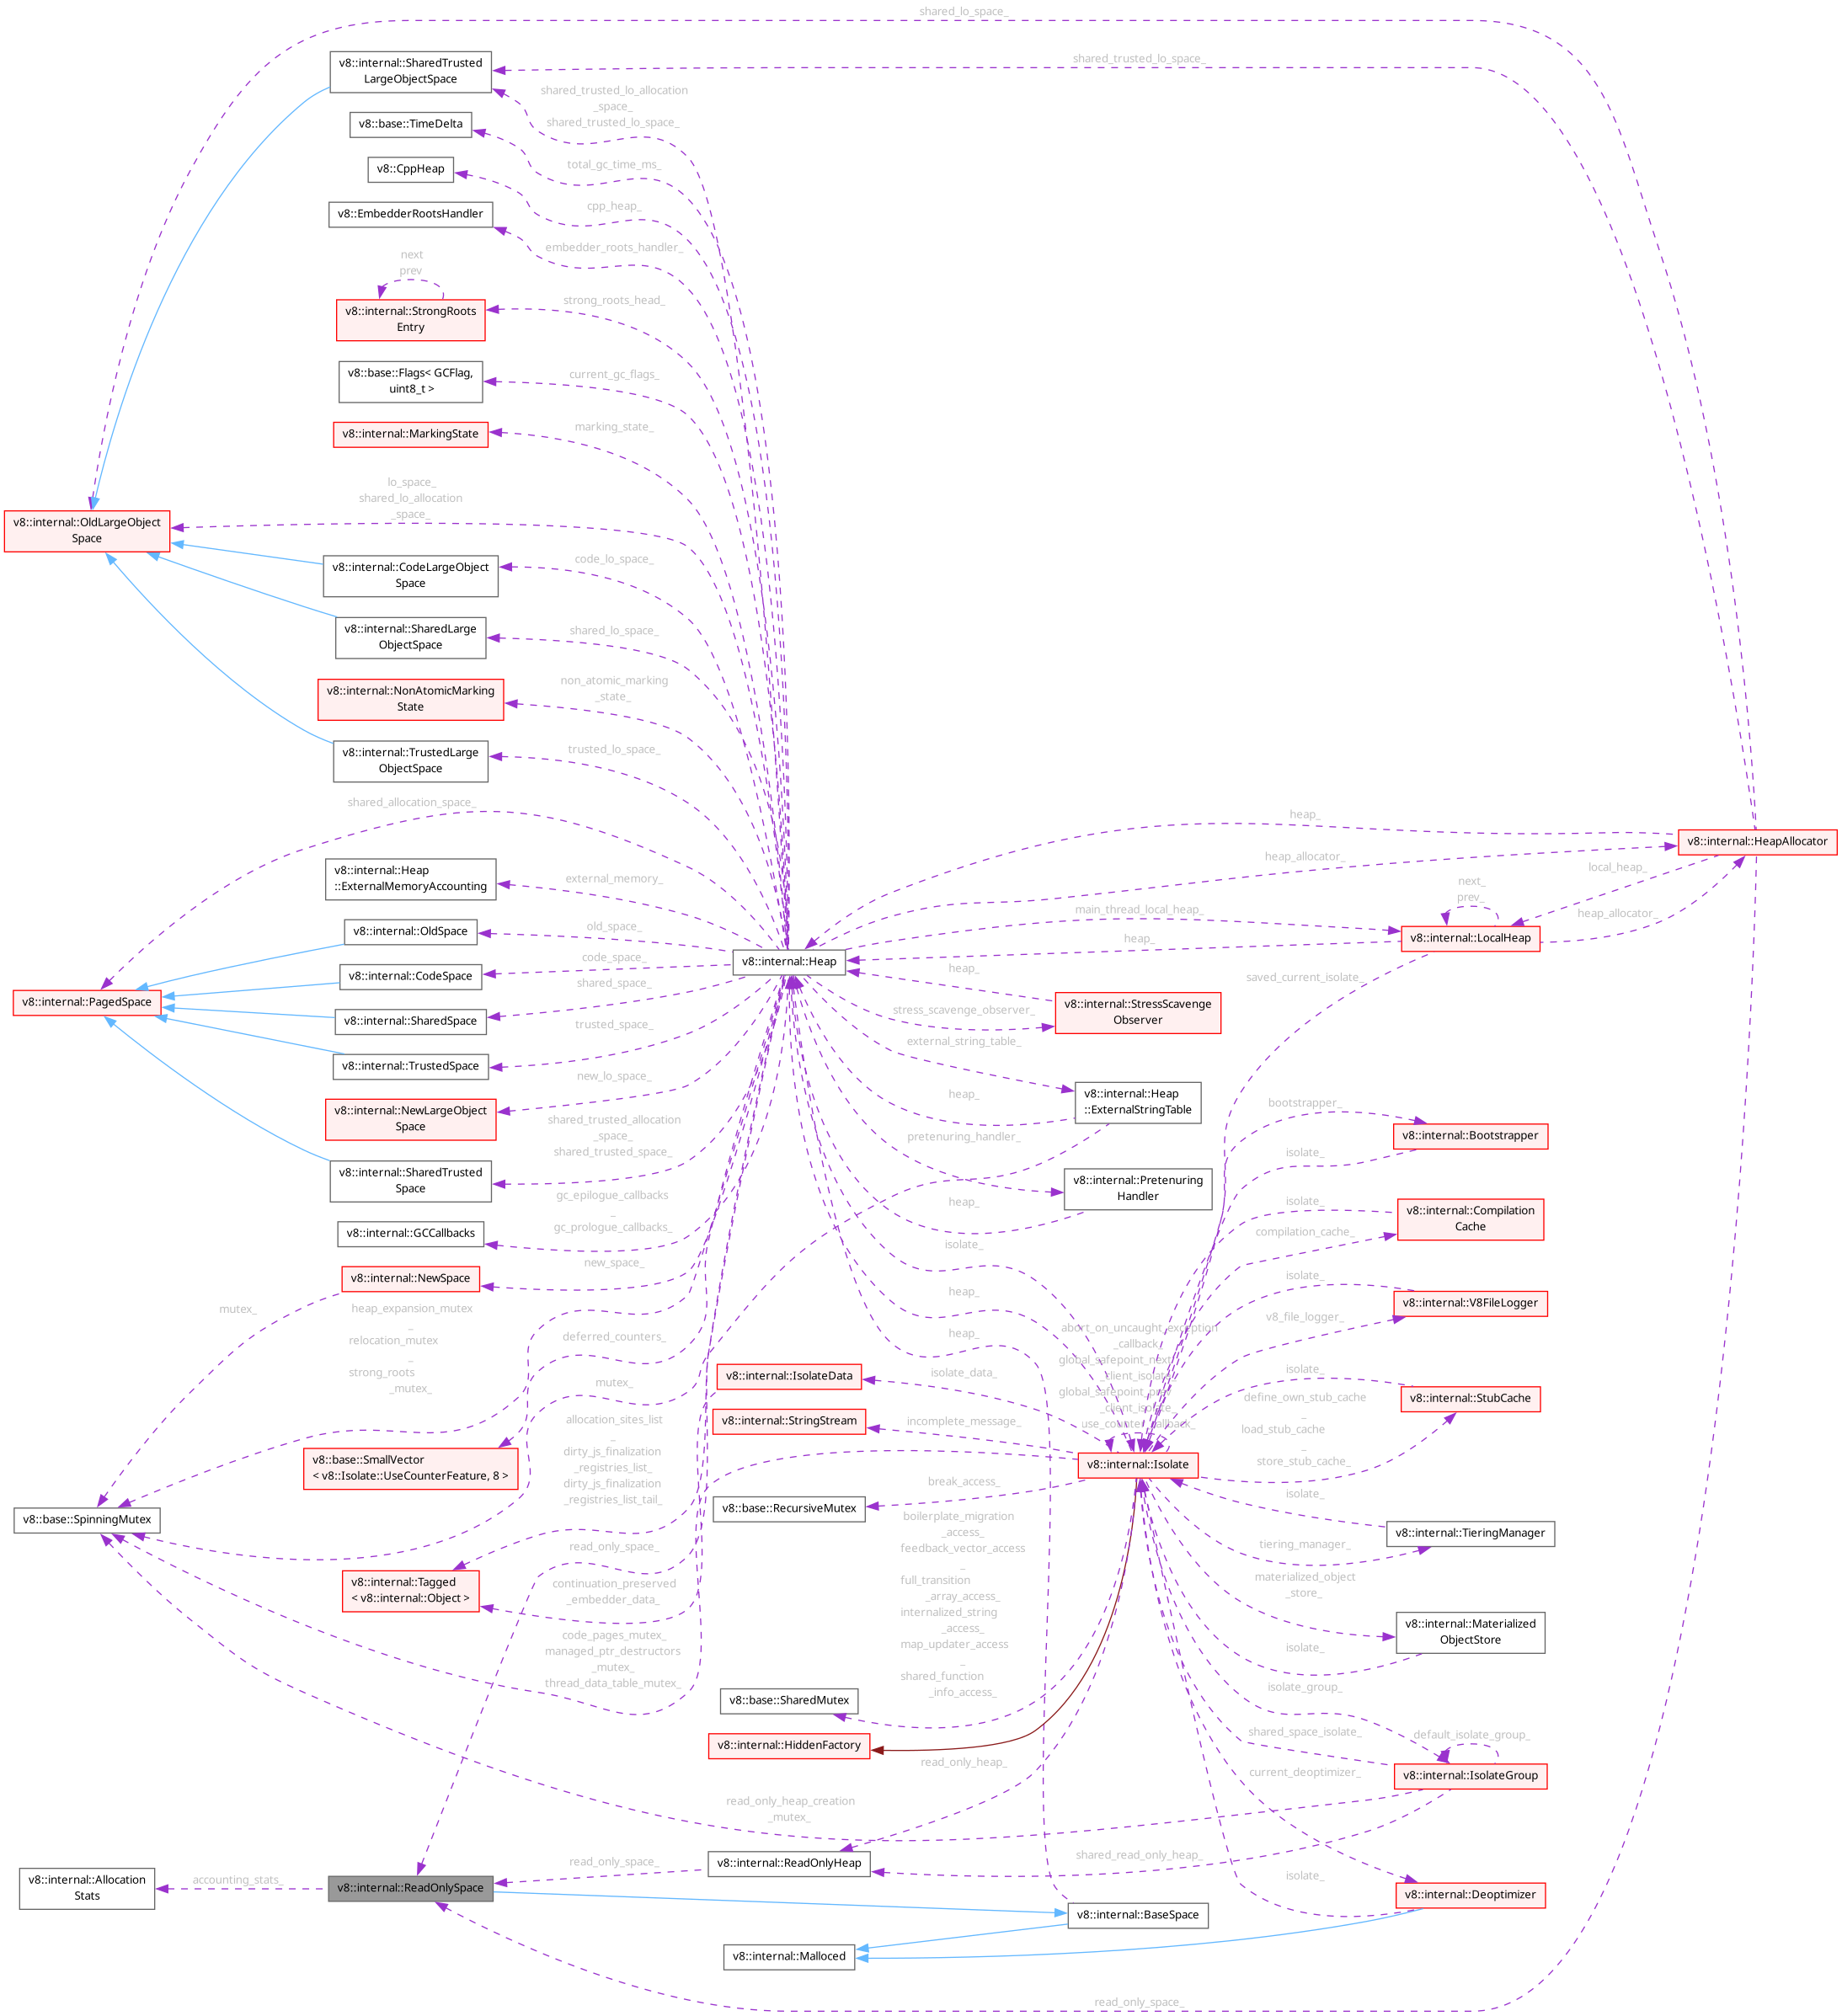 shared_lo_space_
v8::internal::SharedTrusted
LargeObjectSpace
shared_trusted_lo_space_
shared_trusted_lo_allocation
_space_
shared_trusted_lo_space_
v8::base::TimeDelta
total_gc_time_ms_
v8::CppHeap
cpp_heap_
v8::EmbedderRootsHandler
embedder_roots_handler_
next
prev
v8::internal::StrongRoots
Entry
strong_roots_head_
v8::base::Flags< GCFlag,
uint8_t >
current_gc_flags_
v8::internal::MarkingState
marking_state_
v8::internal::OldLargeObject
Space
lo_space_
shared_lo_allocation
_space_
v8::internal::CodeLargeObject
Space
code_lo_space_
v8::internal::SharedLarge
ObjectSpace
shared_lo_space_
v8::internal::NonAtomicMarking
State
non_atomic_marking
_state_
v8::internal::TrustedLarge
ObjectSpace
trusted_lo_space_
shared_allocation_space_
v8::internal::Heap
::ExternalMemoryAccounting
external_memory_
v8::internal::OldSpace
old_space_
v8::internal::CodeSpace
code_space_
v8::internal::PagedSpace
v8::internal::SharedSpace
shared_space_
v8::internal::TrustedSpace
trusted_space_
v8::internal::NewLargeObject
Space
new_lo_space_
v8::internal::SharedTrusted
Space
shared_trusted_allocation
_space_
shared_trusted_space_
v8::internal::GCCallbacks
gc_epilogue_callbacks
_
gc_prologue_callbacks_
v8::internal::NewSpace
new_space_
mutex_
heap_expansion_mutex
_
relocation_mutex
_
strong_roots
_mutex_
deferred_counters_
v8::base::SmallVector
< v8::Isolate::UseCounterFeature, 8 >
mutex_
v8::base::SpinningMutex
allocation_sites_list
_
dirty_js_finalization
_registries_list_
dirty_js_finalization
_registries_list_tail_
v8::internal::Tagged
< v8::internal::Object >
read_only_space_
continuation_preserved
_embedder_data_
code_pages_mutex_
managed_ptr_destructors
_mutex_
thread_data_table_mutex_
read_only_heap_creation
_mutex_
v8::internal::Allocation
Stats
accounting_stats_
v8::internal::ReadOnlySpace
read_only_space_
v8::internal::Heap
heap_
heap_allocator_
v8::internal::HeapAllocator
main_thread_local_heap_
heap_
next_
prev_
v8::internal::LocalHeap
local_heap_
heap_allocator_
heap_
v8::internal::StressScavenge
Observer
stress_scavenge_observer_
saved_current_isolate_
external_string_table_
v8::internal::Heap
::ExternalStringTable
heap_
pretenuring_handler_
v8::internal::Pretenuring
Handler
heap_
isolate_
heap_
heap_
bootstrapper_
v8::internal::Bootstrapper
isolate_
isolate_
v8::internal::Compilation
Cache
compilation_cache_
isolate_
v8::internal::V8FileLogger
v8_file_logger_
abort_on_uncaught_exception
_callback_
global_safepoint_next
_client_isolate_
global_safepoint_prev
_client_isolate_
use_counter_callback_
v8::internal::IsolateData
isolate_data_
v8::internal::StringStream
incomplete_message_
v8::internal::Isolate
isolate_
v8::internal::StubCache
define_own_stub_cache
_
load_stub_cache
_
store_stub_cache_
v8::base::RecursiveMutex
break_access_
isolate_
v8::internal::TieringManager
tiering_manager_
boilerplate_migration
_access_
feedback_vector_access
_
full_transition
_array_access_
internalized_string
_access_
map_updater_access
_
shared_function
_info_access_
materialized_object
_store_
v8::internal::Materialized
ObjectStore
isolate_
v8::base::SharedMutex
isolate_group_
v8::internal::HiddenFactory
shared_space_isolate_
default_isolate_group_
v8::internal::IsolateGroup
read_only_heap_
current_deoptimizer_
v8::internal::ReadOnlyHeap
shared_read_only_heap_
isolate_
v8::internal::Deoptimizer
v8::internal::BaseSpace
v8::internal::Malloced
read_only_space_